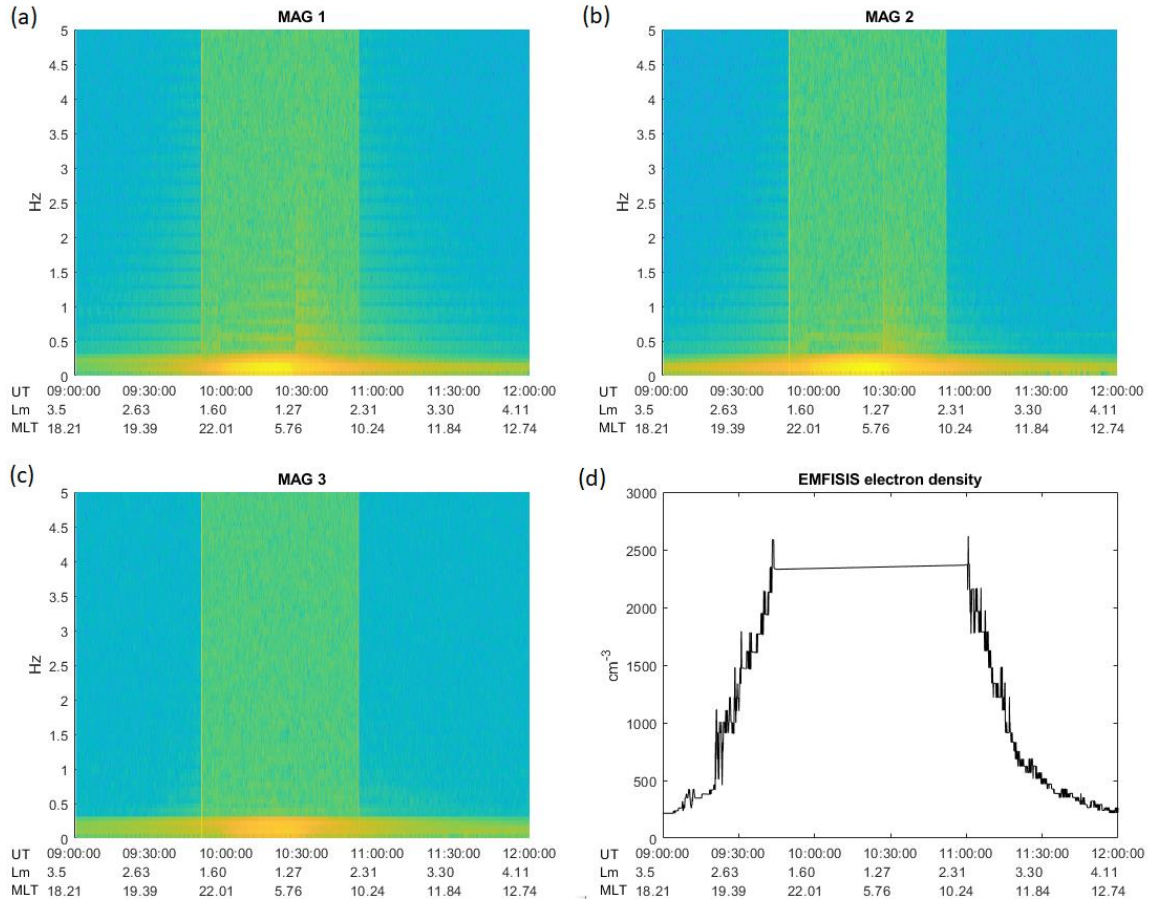 (a)
MAG 1
5
4.5
4
3.5
3
2.5
2
1.5
1
0.5
0
Hz
UT 09:00:00 09:30:00 10:00:00 10:30:00 11:00:00 11:30:00 12:00:00
Lm 3.5 2.63 1.60 1.27 2.31 3.30 4.11
MLT 18.21 19.39 22.01 5.76 10.24 11.84 12.74
(b)
MAG 2
5
4.5
4
3.5
3
2.5
2
1.5
1
0.5
0
Hz
UT 09:00:00 09:30:00 10:00:00 10:30:00 11:00:00 11:30:00 12:00:00
Lm 3.5 2.63 1.60 1.27 2.31 3.30 4.11
MLT 18.21 19.39 22.01 5.76 10.24 11.84 12.74
(c)
MAG 3
5
4.5
4
3.5
3
2.5
2
1.5
1
0.5
0
Hz
UT 09:00:00 09:30:00 10:00:00 10:30:00 11:00:00 11:30:00 12:00:00
Lm 3.5 2.63 1.60 1.27 2.31 3.30 4.11
MLT 18.21 19.39 22.01 5.76 10.24 11.84 12.74
(d)
EMFISIS electron density
3000
2500
2000
1500
1000
500
0
cm⁻³
UT 09:00:00 09:30:00 10:00:00 10:30:00 11:00:00 11:30:00 12:00:00
Lm 3.5 2.63 1.60 1.27 2.31 3.30 4.11
MLT 18.21 19.39 22.01 5.76 10.24 11.84 12.74